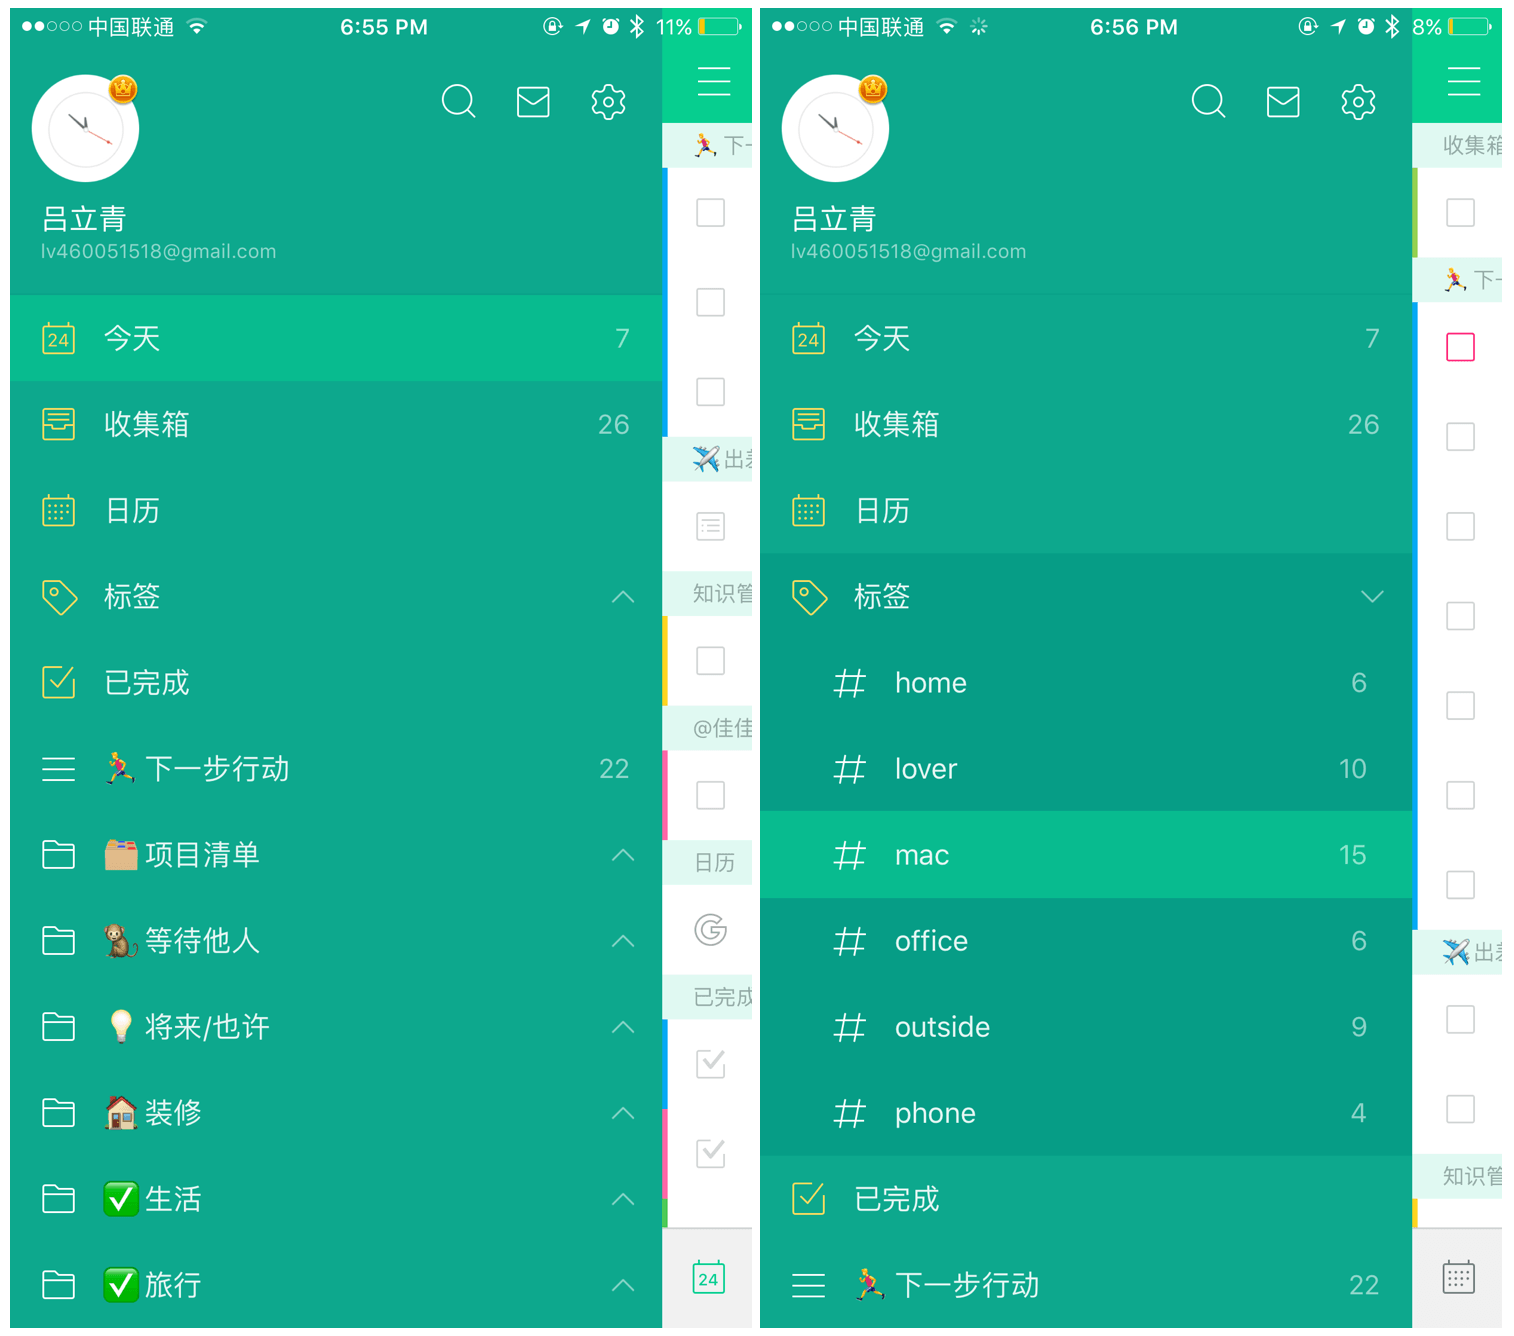 中国联通
6:55 PM
11%
吕立青
lv460051518@gmail.com
24 今天 7
收集箱 26
日历
标签
已完成
下一步行动 22
项目清单
等待他人
将来/也许
装修
生活
旅行
下一
出差
知识管
@佳佳
日历
已完成
24
中国联通
6:56 PM
8%
吕立青
lv460051518@gmail.com
24 今天 7
收集箱 26
日历
标签
# home 6
# lover 10
# mac 15
# office 6
# outside 9
# phone 4
已完成
下一步行动 22
收集箱
下一
出差
知识管